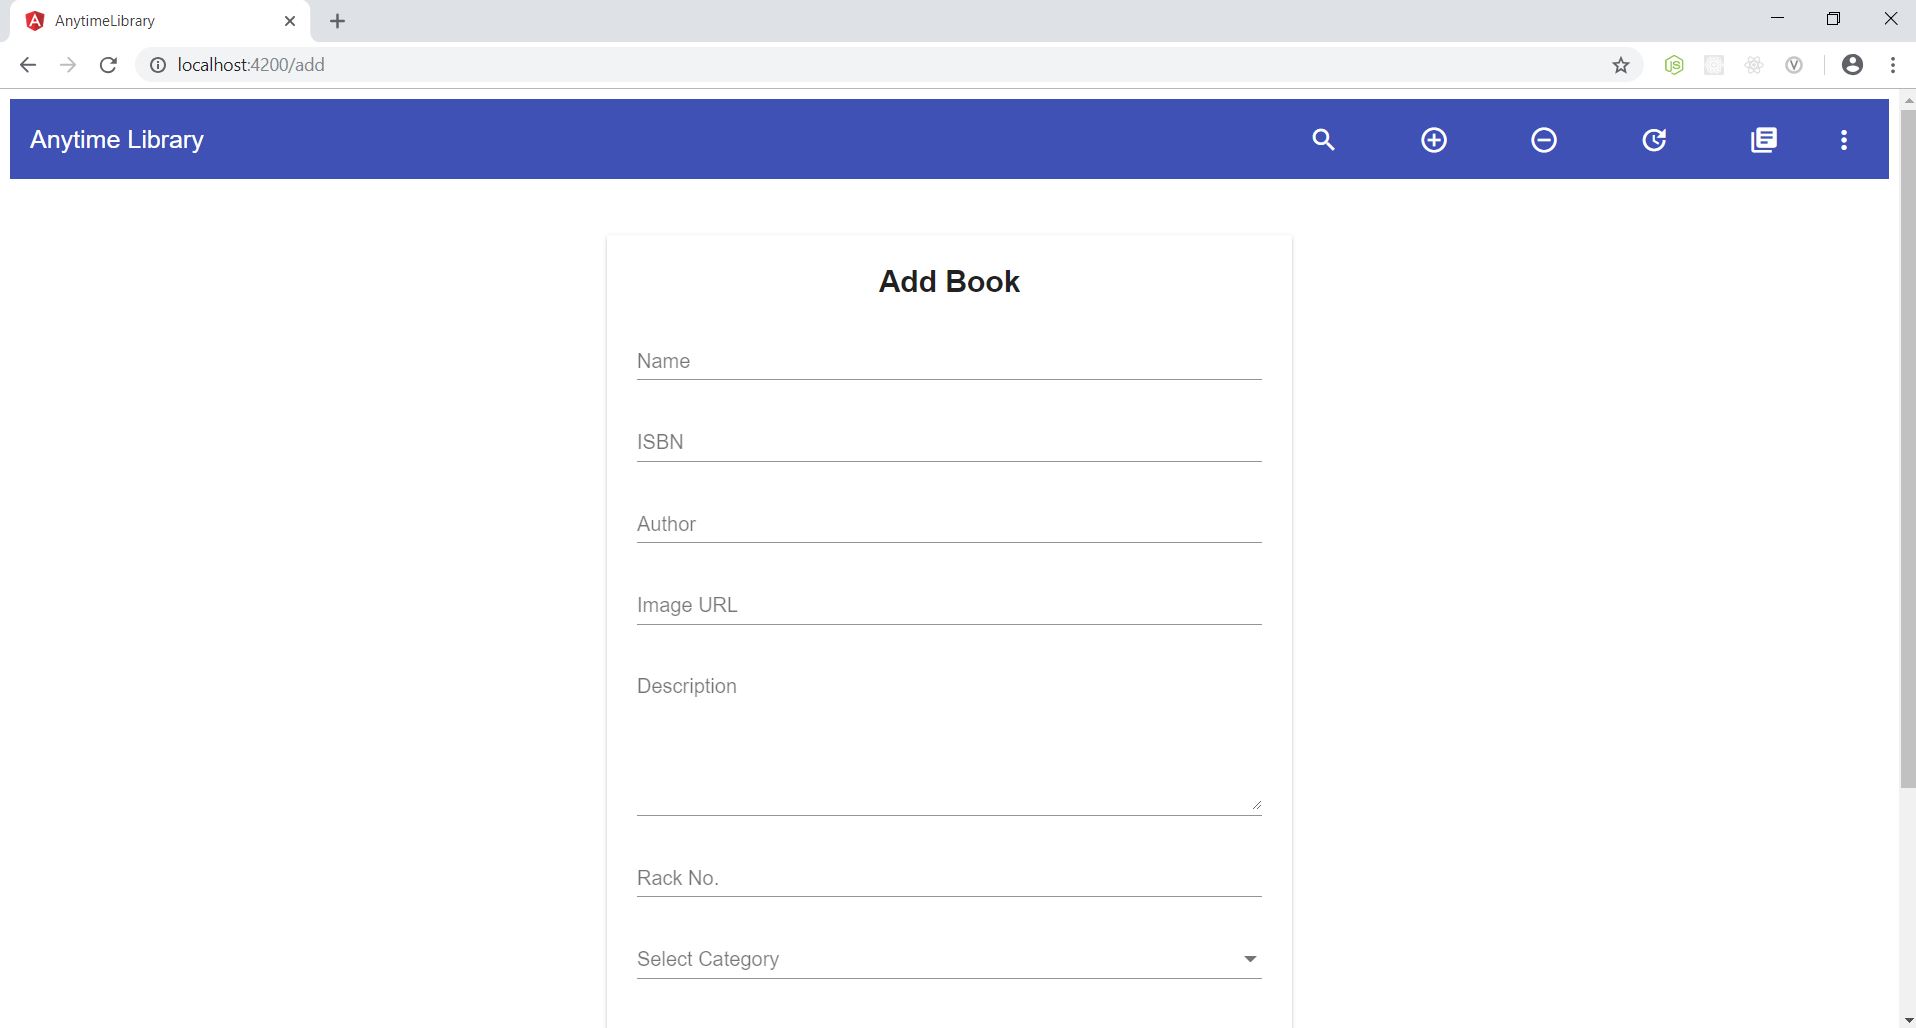 AnytimeLibrary
localhost:4200/add
Anytime Library
Add Book
Name
ISBN
Author
Image URL
Description
Rack No.
Select Category